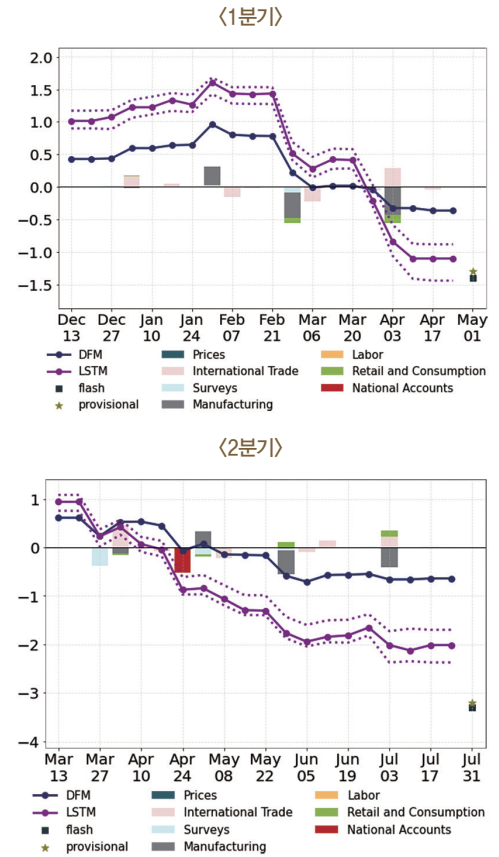 〈1분기〉
2.0
1.5
1.0
0.5
0.0
−0.5
−1.0
−1.5
Dec Dec Jan Jan Feb Feb Mar Mar Apr Apr May
13 27 10 24 07 21 06 20 03 17 01
DFM Prices Labor
LSTM International Trade Retail and Consumption
flash Surveys National Accounts
provisional Manufacturing
〈2분기〉
1
0
−1
−2
−3
−4
Mar Mar Apr Apr May May Jun Jun Jul Jul Jul
13 27 10 24 08 22 05 19 03 17 31
DFM Prices Labor
LSTM International Trade Retail and Consumption
flash Surveys National Accounts
provisional Manufacturing